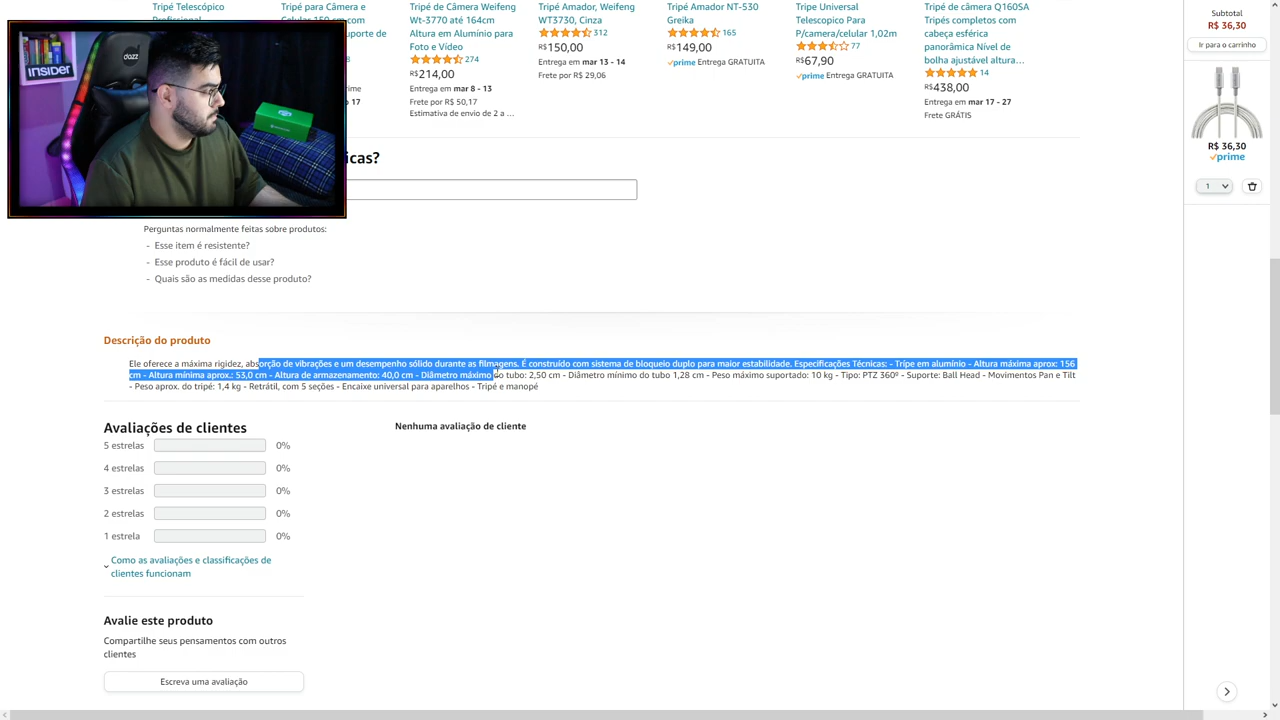 Tripé Telescópico
Profissional
Tripé para Câmera e
Celular 150 cm com
suporte de
8
prime
17
Tripé de Câmera Weifeng
Wt-3770 até 164cm
Altura em Alumínio para
Foto e Vídeo
274
R$214,00
Entrega em mar 8 - 13
Frete por R$ 50,17
Estimativa de envio de 2 a ...
Tripé Amador, Weifeng
WT3730, Cinza
312
R$150,00
Entrega em mar 13 - 14
Frete por R$ 29,06
Tripé Amador NT-530
Greika
165
R$149,00
prime Entrega GRATUITA
Tripe Universal
Telescopico Para
P/camera/celular 1,02m
77
R$67,90
prime Entrega GRATUITA
Tripé de câmera Q160SA
Tripés completos com
cabeça esférica
panorâmica Nível de
bolha ajustável altura...
14
R$438,00
Entrega em mar 17 - 27
Frete GRÁTIS
Subtotal
R$ 36,30
Ir para o carrinho
R$ 36,30
prime
1
INSIDER
dazz
icas?
Perguntas normalmente feitas sobre produtos:
- Esse item é resistente?
- Esse produto é fácil de usar?
- Quais são as medidas desse produto?
Descrição do produto
Ele oferece a máxima rigidez, absorção de vibrações e um desempenho sólido durante as filmagens. É construído com sistema de bloqueio duplo para maior estabilidade. Especificações Técnicas: - Tripe em alumínio - Altura máxima aprox: 156
cm - Altura mínima aprox.: 53,0 cm - Altura de armazenamento: 40,0 cm - Diâmetro máximo do tubo: 2,50 cm - Diâmetro mínimo do tubo 1,28 cm - Peso máximo suportado: 10 kg - Tipo: PTZ 360º - Suporte: Ball Head - Movimentos Pan e Tilt
- Peso aprox. do tripé: 1,4 kg - Retrátil, com 5 seções - Encaixe universal para aparelhos - Tripé e manopé
Avaliações de clientes
Nenhuma avaliação de cliente
5 estrelas 0%
4 estrelas 0%
3 estrelas 0%
2 estrelas 0%
1 estrela 0%
Como as avaliações e classificações de
clientes funcionam
Avalie este produto
Compartilhe seus pensamentos com outros
clientes
Escreva uma avaliação